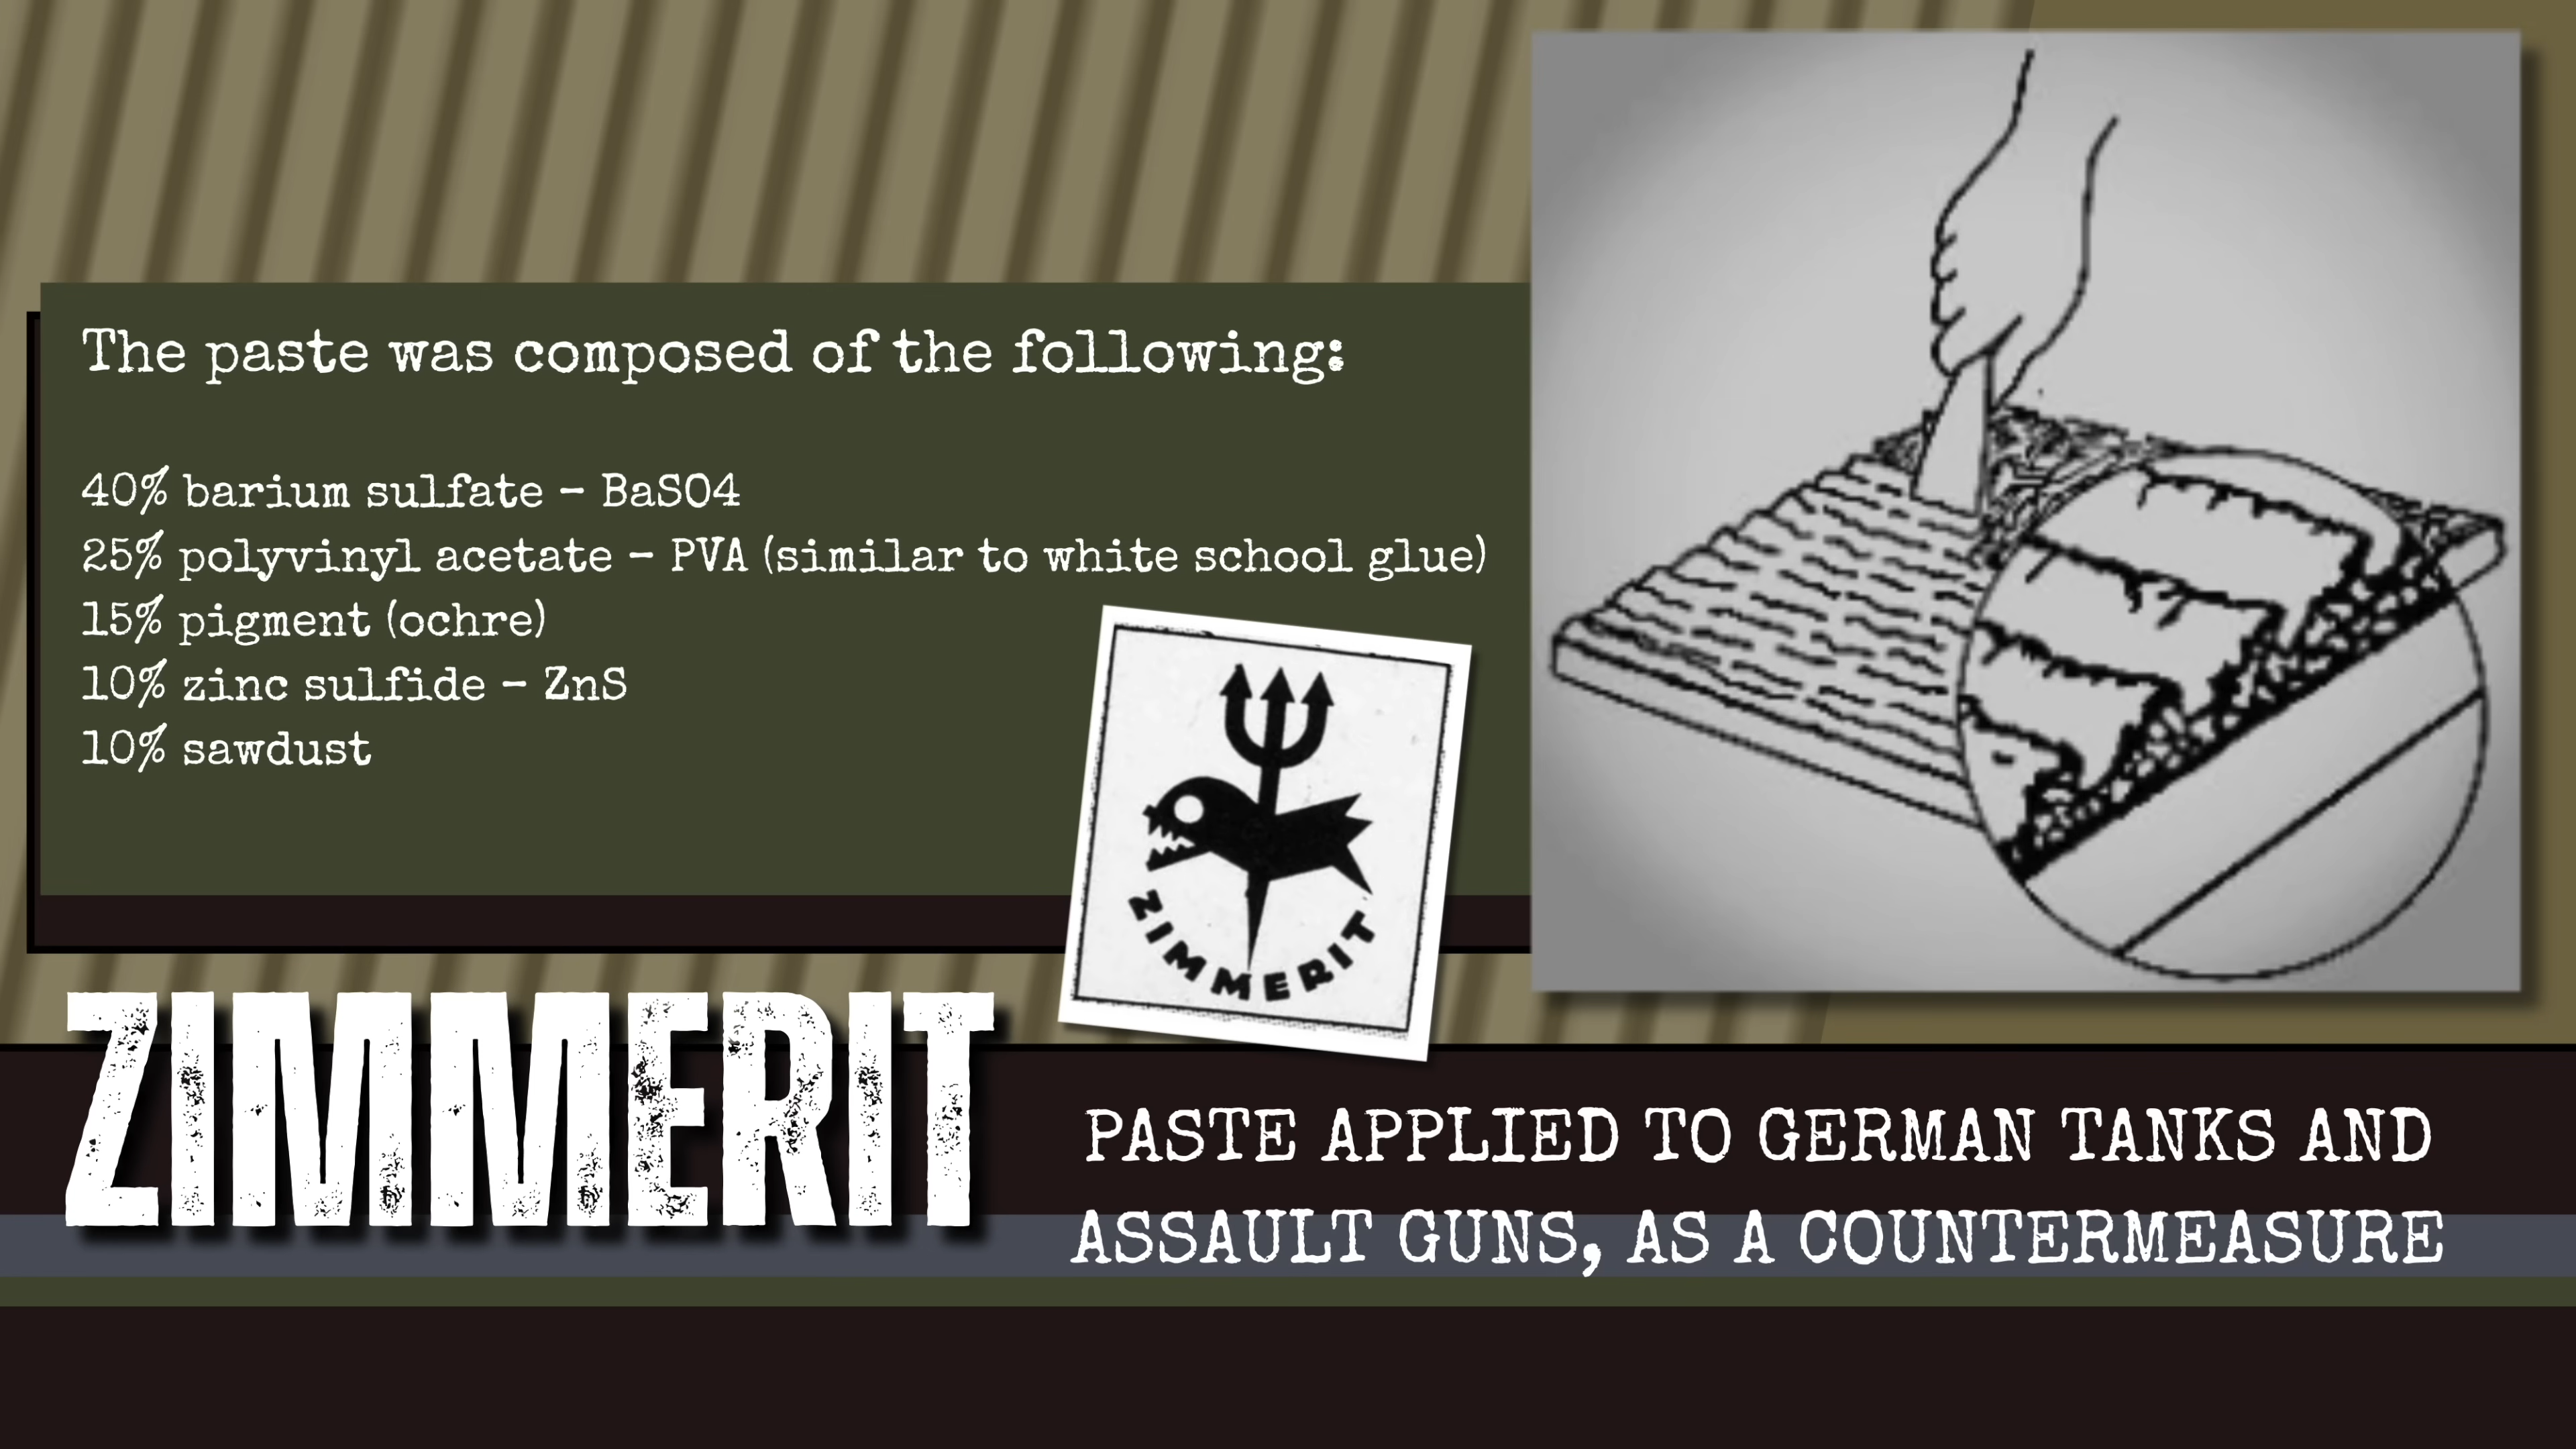 The paste was composed of the following:
40% barium sulfate - BaSO4
25% polyvinyl acetate - PVA (similar to white school glue)
15% pigment (ochre)
10% zinc sulfide - ZnS
10% sawdust
ZIMMERIT
ZIMMERIT
PASTE APPLIED TO GERMAN TANKS AND
ASSAULT GUNS, AS A COUNTERMEASURE